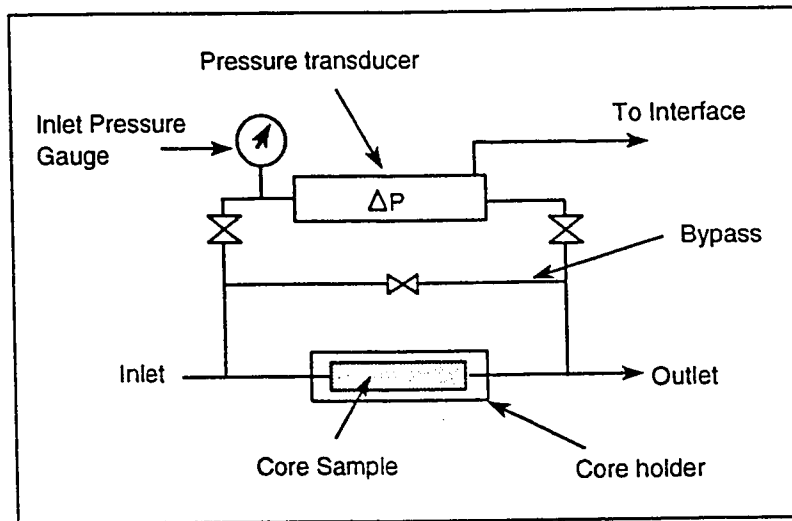 Pressure transducer
Inlet Pressure
Gauge
To Interface
ΔP
Bypass
Inlet
Outlet
Core Sample
Core holder